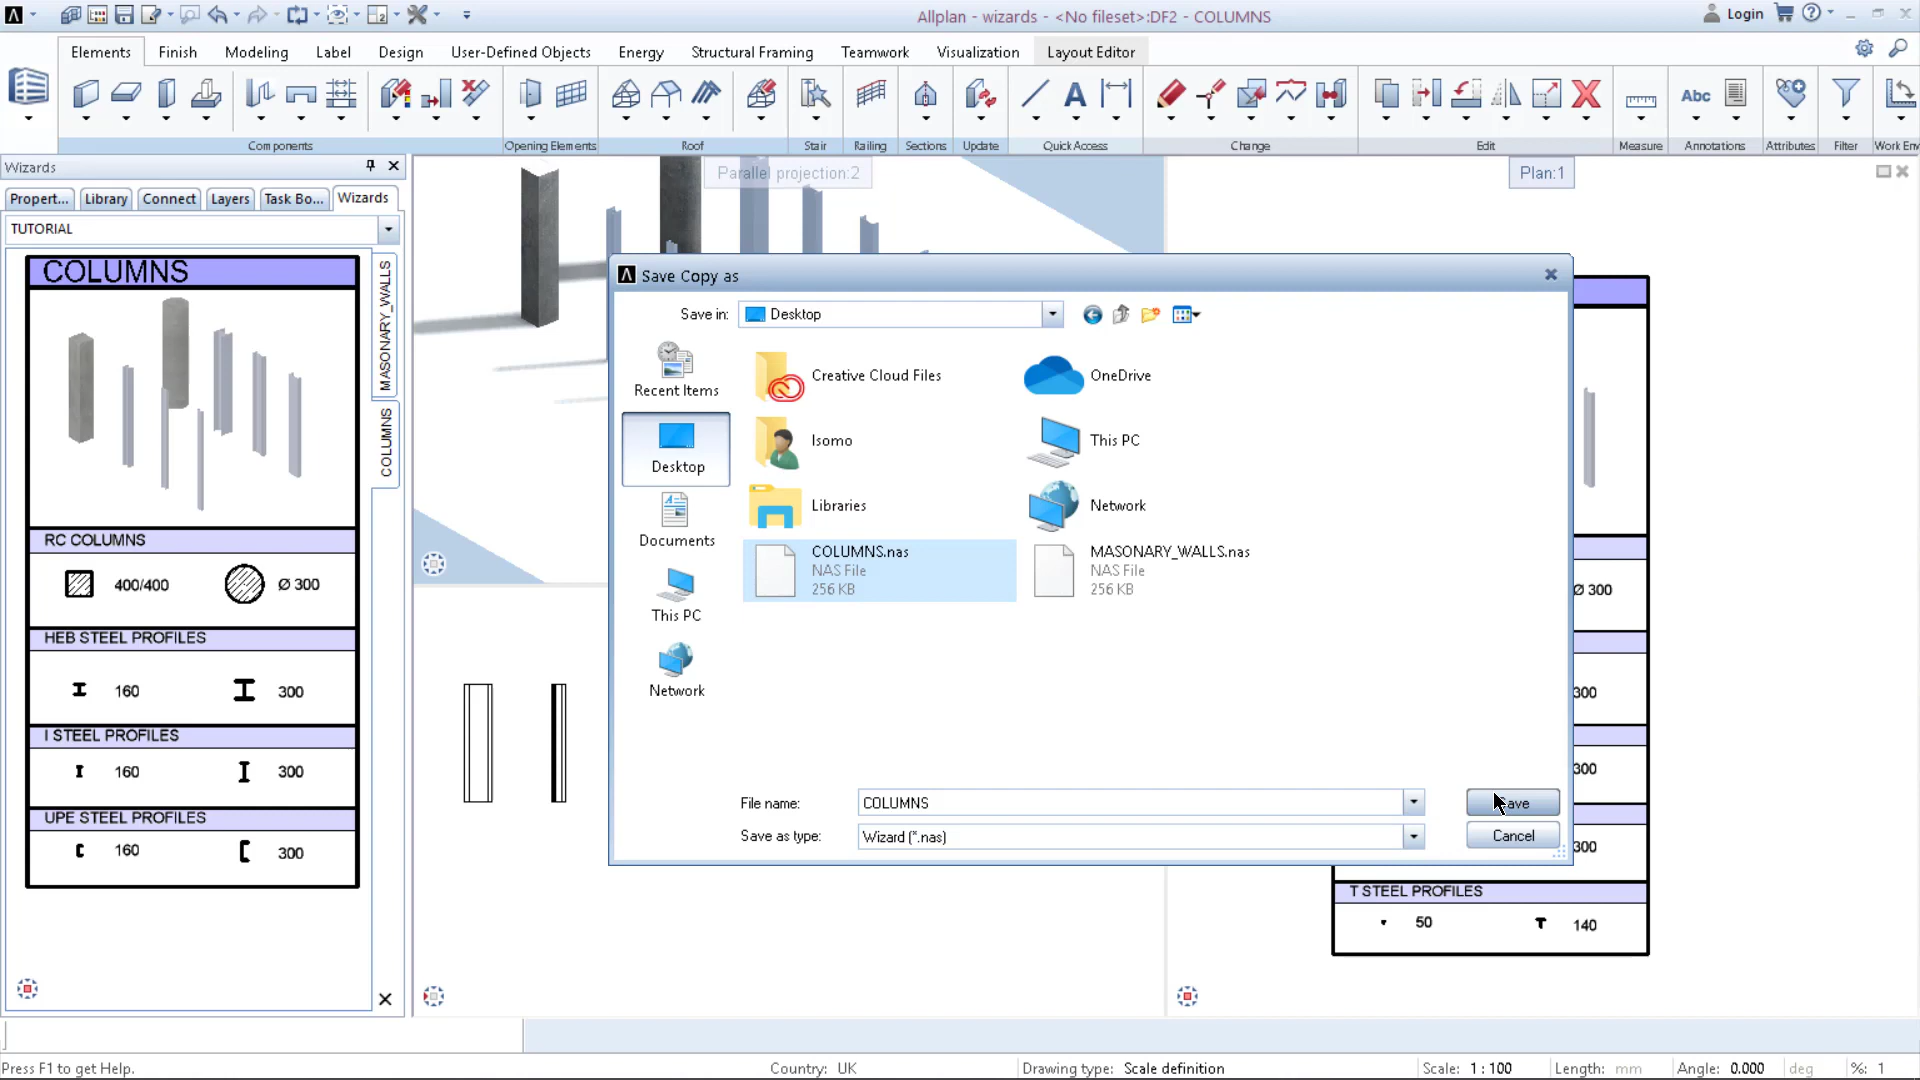 Allplan - wizards - <No fileset>:DF2 - COLUMNS
Login
Elements Finish Modeling Label Design User-Defined Objects Energy Structural Framing Teamwork Visualization Layout Editor
Abc
Components Opening Elements Roof Stair Railing Sections Update Quick Access Change Edit Measure Annotations Attributes Filter Work Env
Wizards
Propert... Library Connect Layers Task Bo... Wizards
TUTORIAL
COLUMNS
RC COLUMNS
400/400 Ø 300
HEB STEEL PROFILES
160 300
I STEEL PROFILES
160 300
UPE STEEL PROFILES
160 300
MASONARY_WALLS
COLUMNS
Parallel projection:2
Plan:1
Save Copy as
Save in: Desktop
Recent Items
Desktop
Documents
This PC
Network
Creative Cloud Files
OneDrive
Isomo
This PC
Libraries
Network
COLUMNS.nas
NAS File
256 KB
MASONARY_WALLS.nas
NAS File
256 KB
File name: COLUMNS
Save
Save as type: Wizard (*.nas)
Cancel
Ø 300
300
300
300
T STEEL PROFILES
50 140
Press F1 to get Help.
Country: UK
Drawing type: Scale definition
Scale: 1 : 100
Length: mm
Angle: 0.000 deg
%: 1